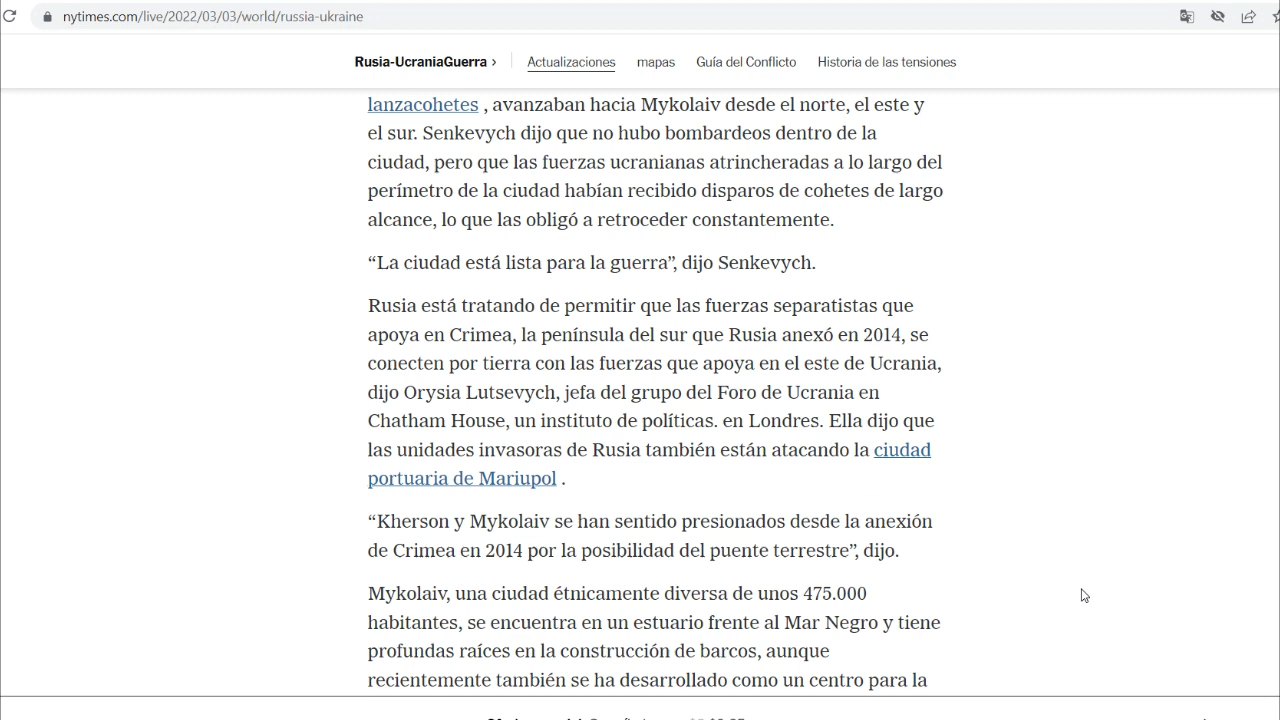 nytimes.com/live/2022/03/03/world/russia-ukraine
Rusia-UcraniaGuerra › Actualizaciones mapas Guía del Conflicto Historia de las tensiones
lanzacohetes , avanzaban hacia Mykolaiv desde el norte, el este y
el sur. Senkevych dijo que no hubo bombardeos dentro de la
ciudad, pero que las fuerzas ucranianas atrincheradas a lo largo del
perímetro de la ciudad habían recibido disparos de cohetes de largo
alcance, lo que las obligó a retroceder constantemente.
“La ciudad está lista para la guerra”, dijo Senkevych.
Rusia está tratando de permitir que las fuerzas separatistas que
apoya en Crimea, la península del sur que Rusia anexó en 2014, se
conecten por tierra con las fuerzas que apoya en el este de Ucrania,
dijo Orysia Lutsevych, jefa del grupo del Foro de Ucrania en
Chatham House, un instituto de políticas. en Londres. Ella dijo que
las unidades invasoras de Rusia también están atacando la ciudad
portuaria de Mariupol .
“Kherson y Mykolaiv se han sentido presionados desde la anexión
de Crimea en 2014 por la posibilidad del puente terrestre”, dijo.
Mykolaiv, una ciudad étnicamente diversa de unos 475.000
habitantes, se encuentra en un estuario frente al Mar Negro y tiene
profundas raíces en la construcción de barcos, aunque
recientemente también se ha desarrollado como un centro para la